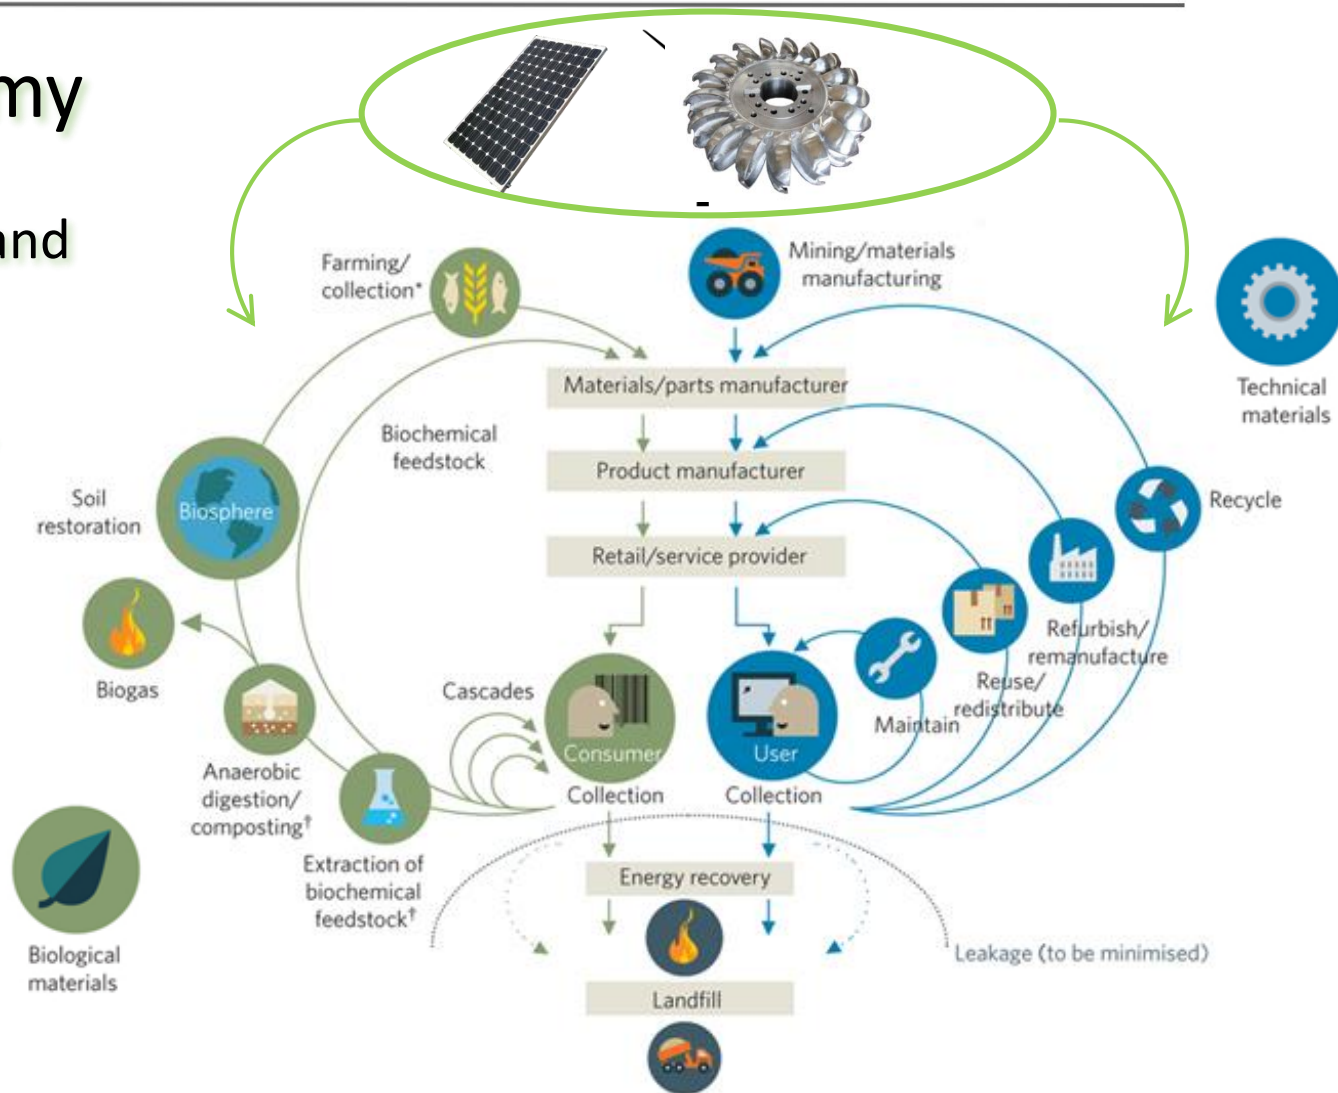 my
and
Farming/
collection*
Mining/materials
manufacturing
Materials/parts manufacturer
Technical
materials
Biochemical
feedstock
Product manufacturer
Soil
restoration
Biosphere
Recycle
Retail/service provider
Refurbish/
remanufacture
Biogas
Cascades
Reuse/
redistribute
Maintain
Consumer
User
Anaerobic
digestion/
composting†
Collection
Collection
Extraction of
biochemical
feedstock†
Energy recovery
Biological
materials
Leakage (to be minimised)
Landfill